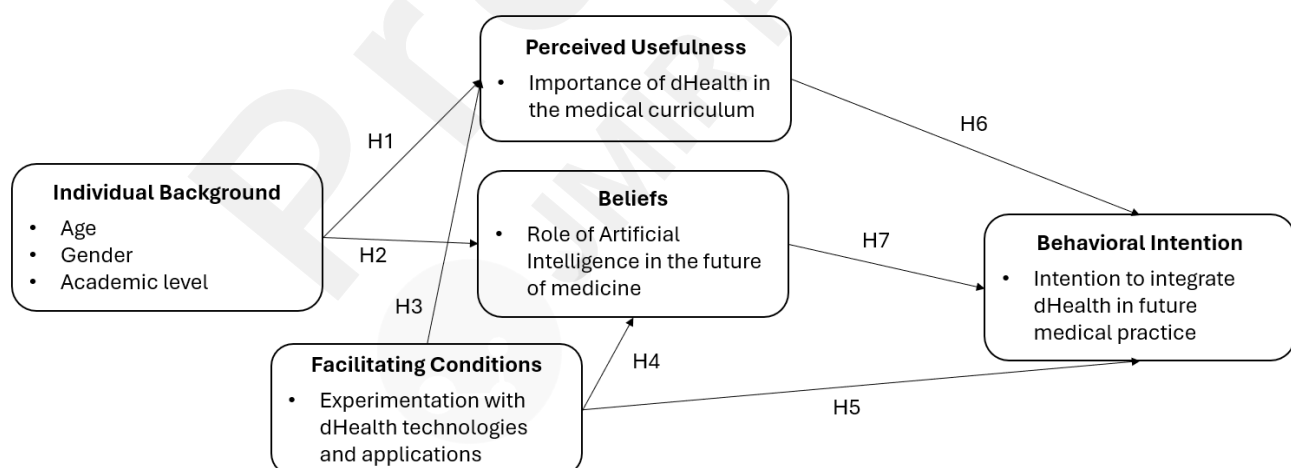 Perceived Usefulness
• Importance of dHealth in
the medical curriculum
H1
H6
Individual Background
• Age
• Gender
• Academic level
H2
Beliefs
• Role of Artificial
Intelligence in the future
of medicine
H7
Behavioral Intention
• Intention to integrate
dHealth in future
medical practice
H3
Facilitating Conditions
• Experimentation with
dHealth technologies
and applications
H4
H5
JMIR